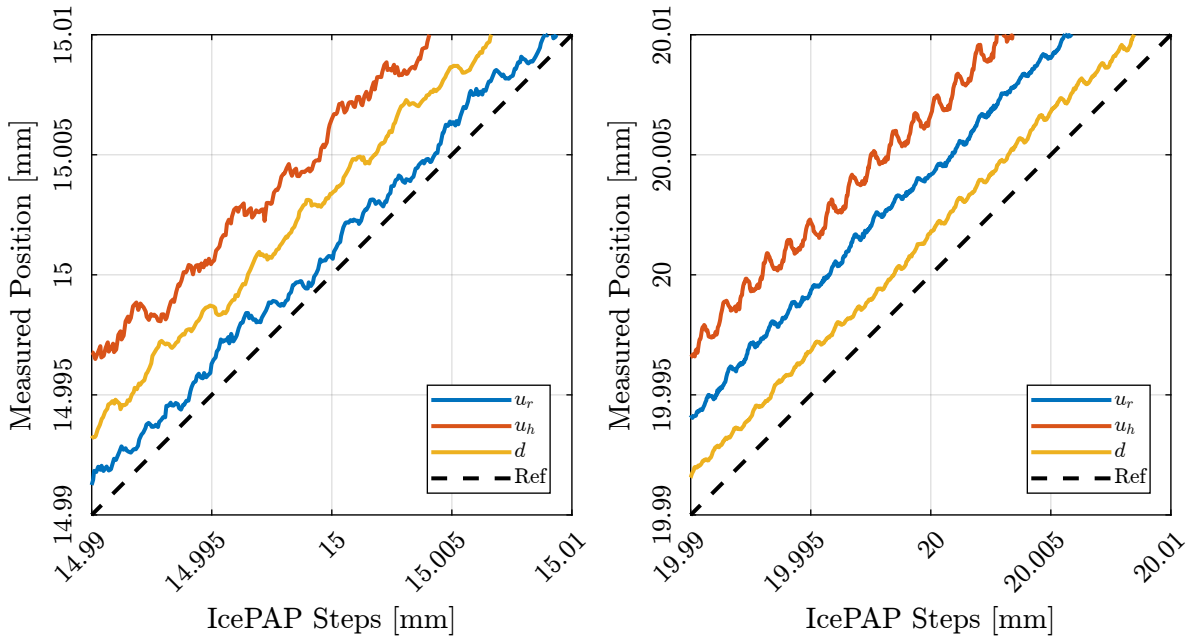 Measured Position [mm]
15.01
15.005
15
14.995
14.99
14.99
14.995
15
15.005
15.01
IcePAP Steps [mm]
u_r
u_h
d
Ref
Measured Position [mm]
20.01
20.005
20
19.995
19.99
19.99
19.995
20
20.005
20.01
IcePAP Steps [mm]
u_r
u_h
d
Ref